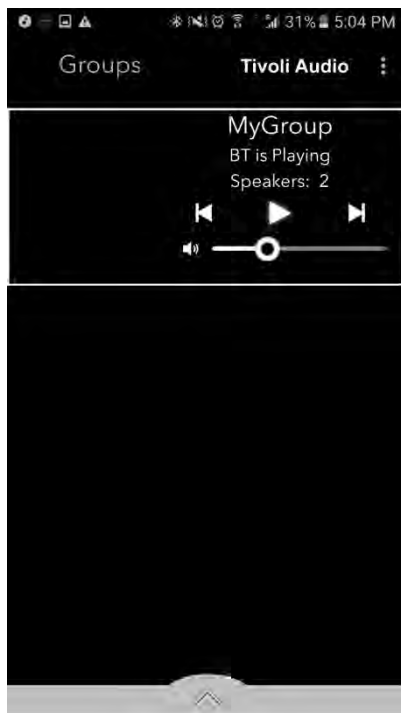 31% 5:04 PM
Groups Tivoli Audio
MyGroup
BT is Playing
Speakers: 2